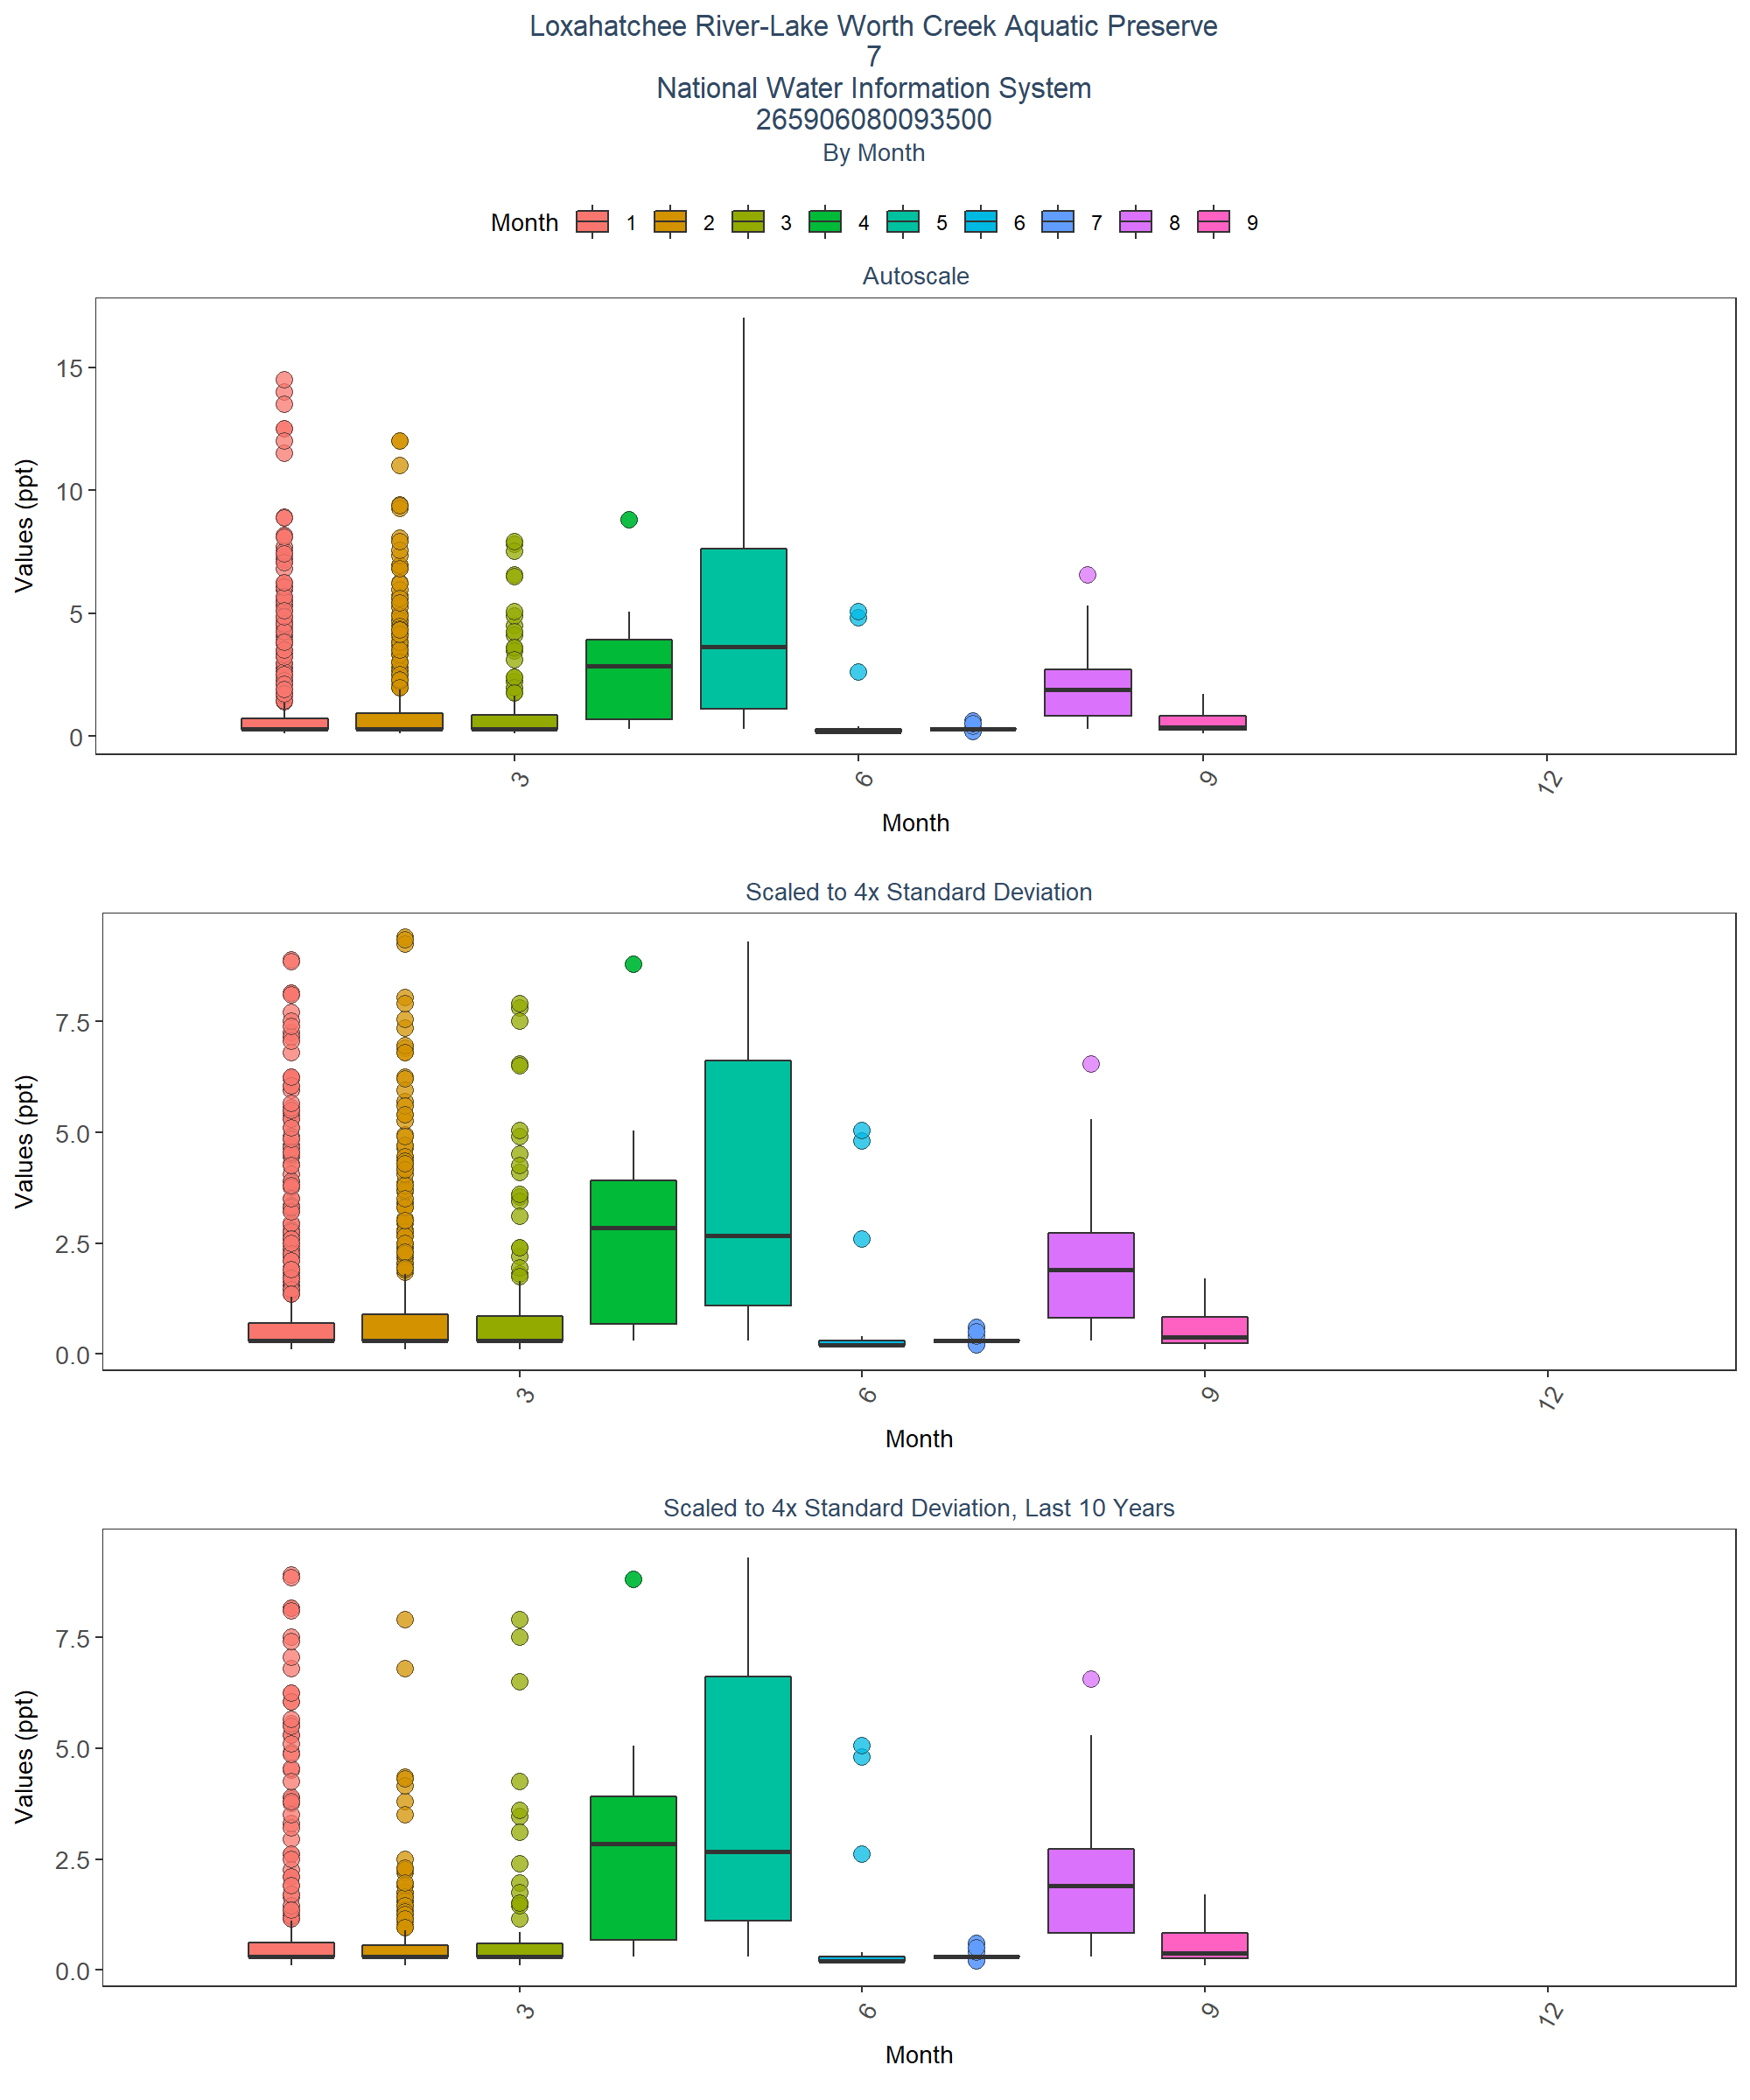 Loxahatchee River-Lake Worth Creek Aquatic Preserve
7
National Water Information System
265906080093500
By Month
Month 1 2 3 4 5 6 7 8 9
Autoscale
Values (ppt)
15
10
5
0
3 6 9 12
Month
Scaled to 4x Standard Deviation
Values (ppt)
7.5
5.0
2.5
0.0
3 6 9 12
Month
Scaled to 4x Standard Deviation, Last 10 Years
Values (ppt)
7.5
5.0
2.5
0.0
3 6 9 12
Month